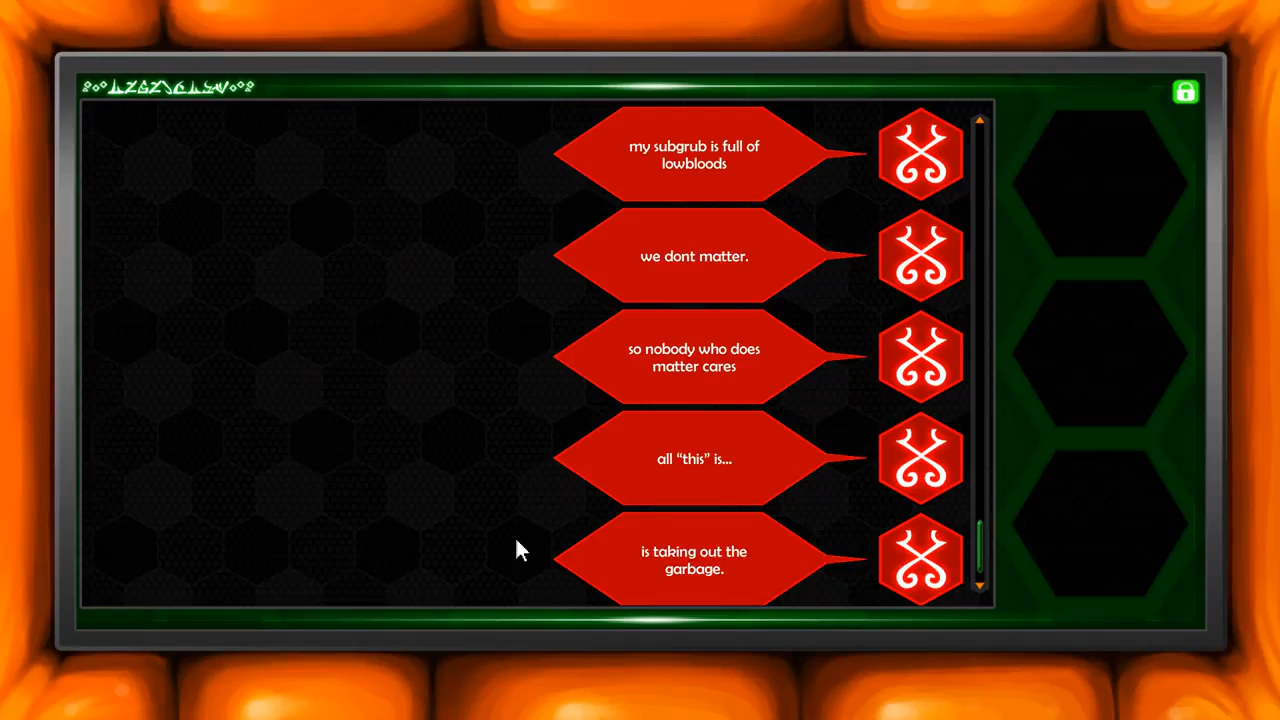 my subgrub is full of
lowbloods
we dont matter.
so nobody who does
matter cares
all “this” is...
is taking out the
garbage.